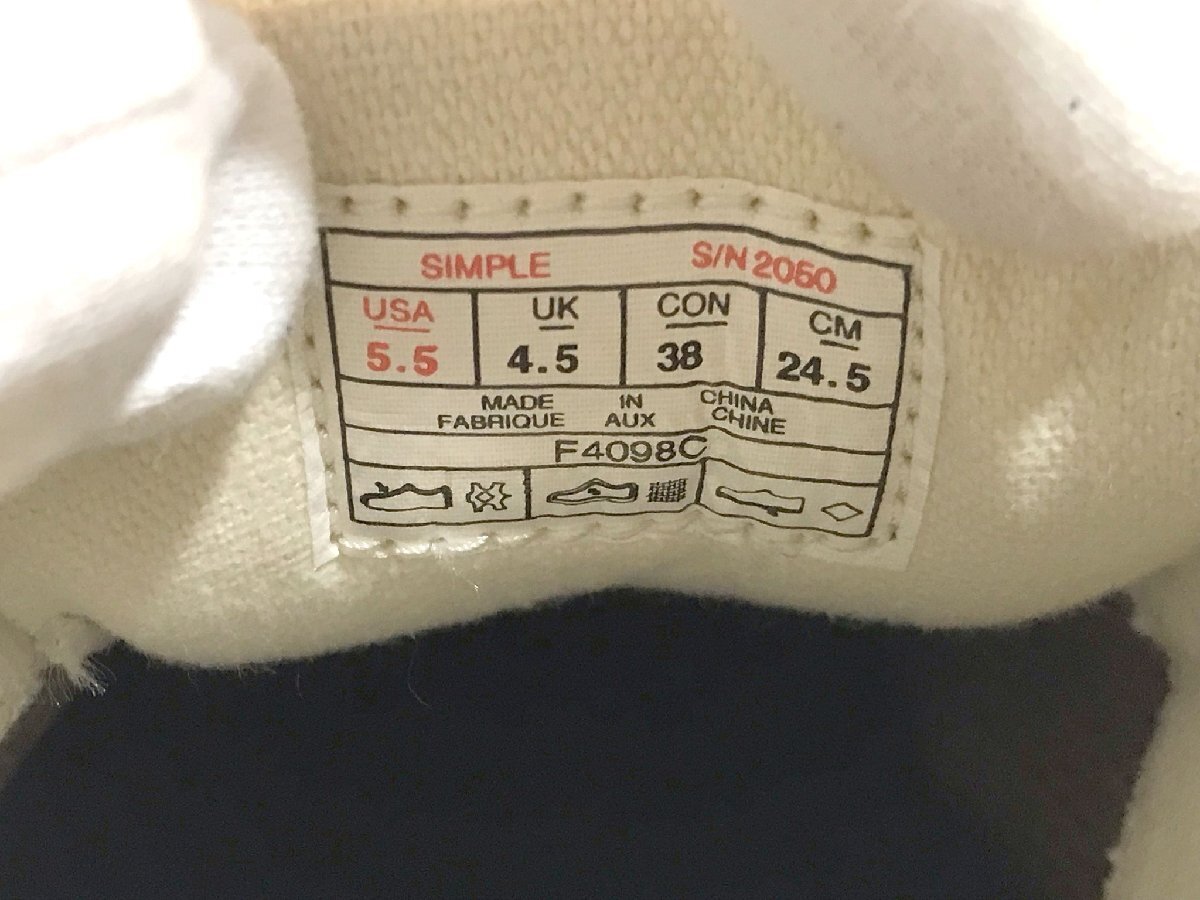 SIMPLE S/N 2050
USA UK CON CM
5.5 4.5 38 24.5
MADE IN CHINA
FABRIQUE AUX CHINE
F4098C